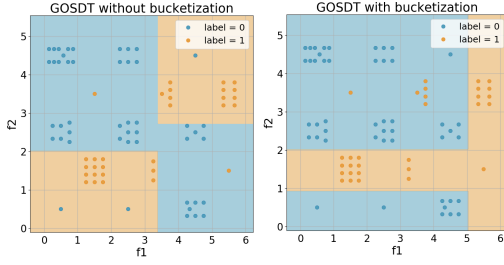 GOSDT without bucketization
label = 0
label = 1
f2
5
4
3
2
1
0
0 1 2 3 4 5 6
f1
GOSDT with bucketization
label = 0
label = 1
f2
5
4
3
2
1
0
0 1 2 3 4 5 6
f1